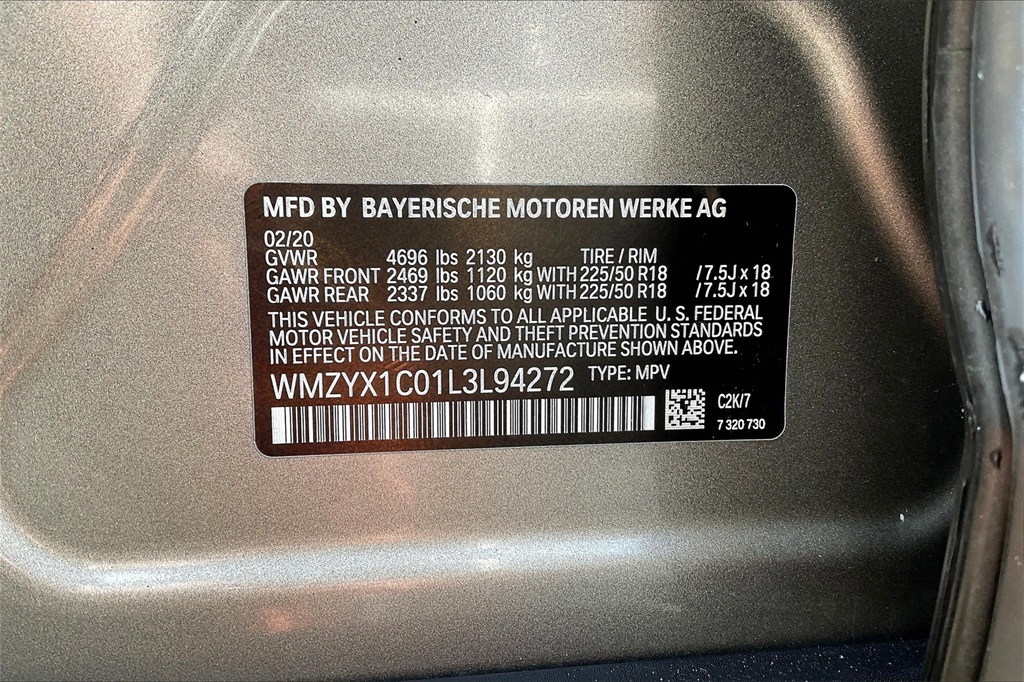 MFD BY BAYERISCHE MOTOREN WERKE AG
02/20
GVWR 4696 lbs 2130 kg TIRE / RIM
GAWR FRONT 2469 lbs 1120 kg WITH 225/50 R18 /7.5J x 18
GAWR REAR 2337 lbs 1060 kg WITH 225/50 R18 /7.5J x 18
THIS VEHICLE CONFORMS TO ALL APPLICABLE U. S. FEDERAL
MOTOR VEHICLE SAFETY AND THEFT PREVENTION STANDARDS
IN EFFECT ON THE DATE OF MANUFACTURE SHOWN ABOVE.
WMZYX1C01L3L94272 TYPE: MPV
C2K/7
7 320 730